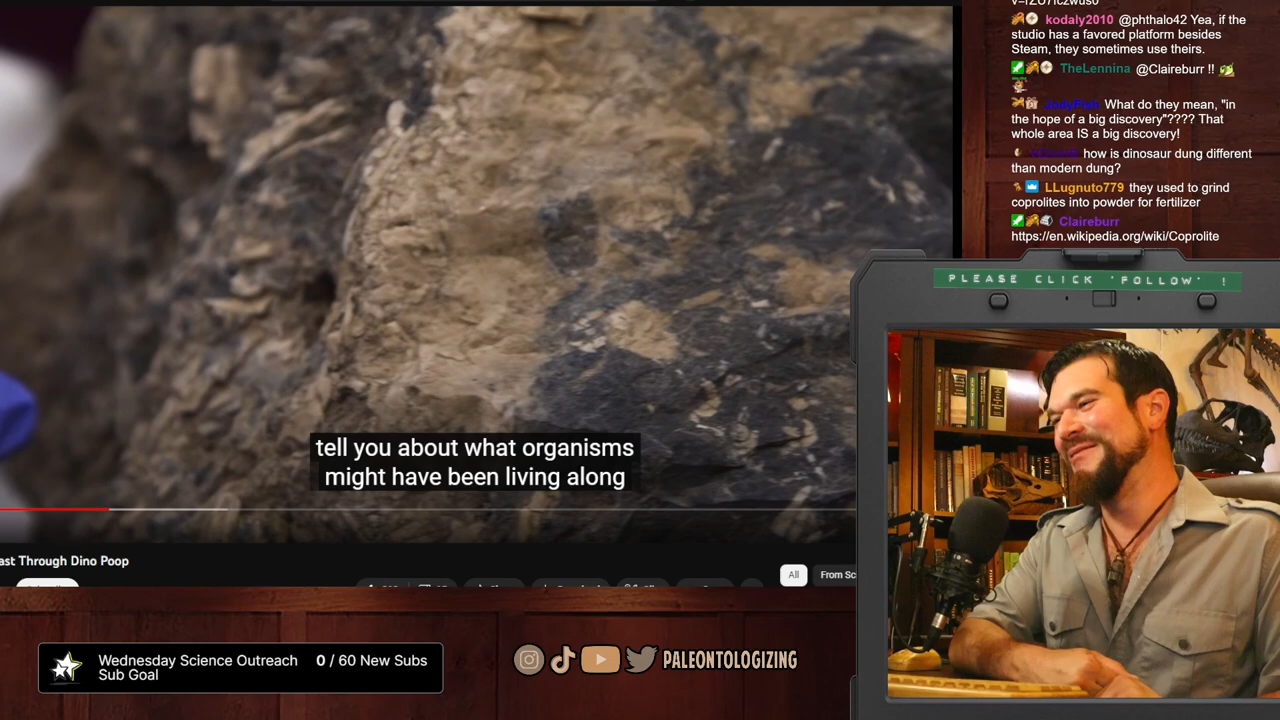 kodaly2010 @phthalo42 Yea, if the
studio has a favored platform besides
Steam, they sometimes use theirs.
TheLennina @Claireburr !!
JodyFish What do they mean, "in
the hope of a big discovery"???? That
whole area IS a big discovery!
how is dinosaur dung different
than modern dung?
LLugnuto779 they used to grind
coprolites into powder for fertilizer
Claireburr
https://en.wikipedia.org/wiki/Coprolite
PLEASE CLICK 'FOLLOW' !
tell you about what organisms
might have been living along
ast Through Dino Poop
All From Sc
Wednesday Science Outreach 0 / 60 New Subs
Sub Goal
PALEONTOLOGIZING